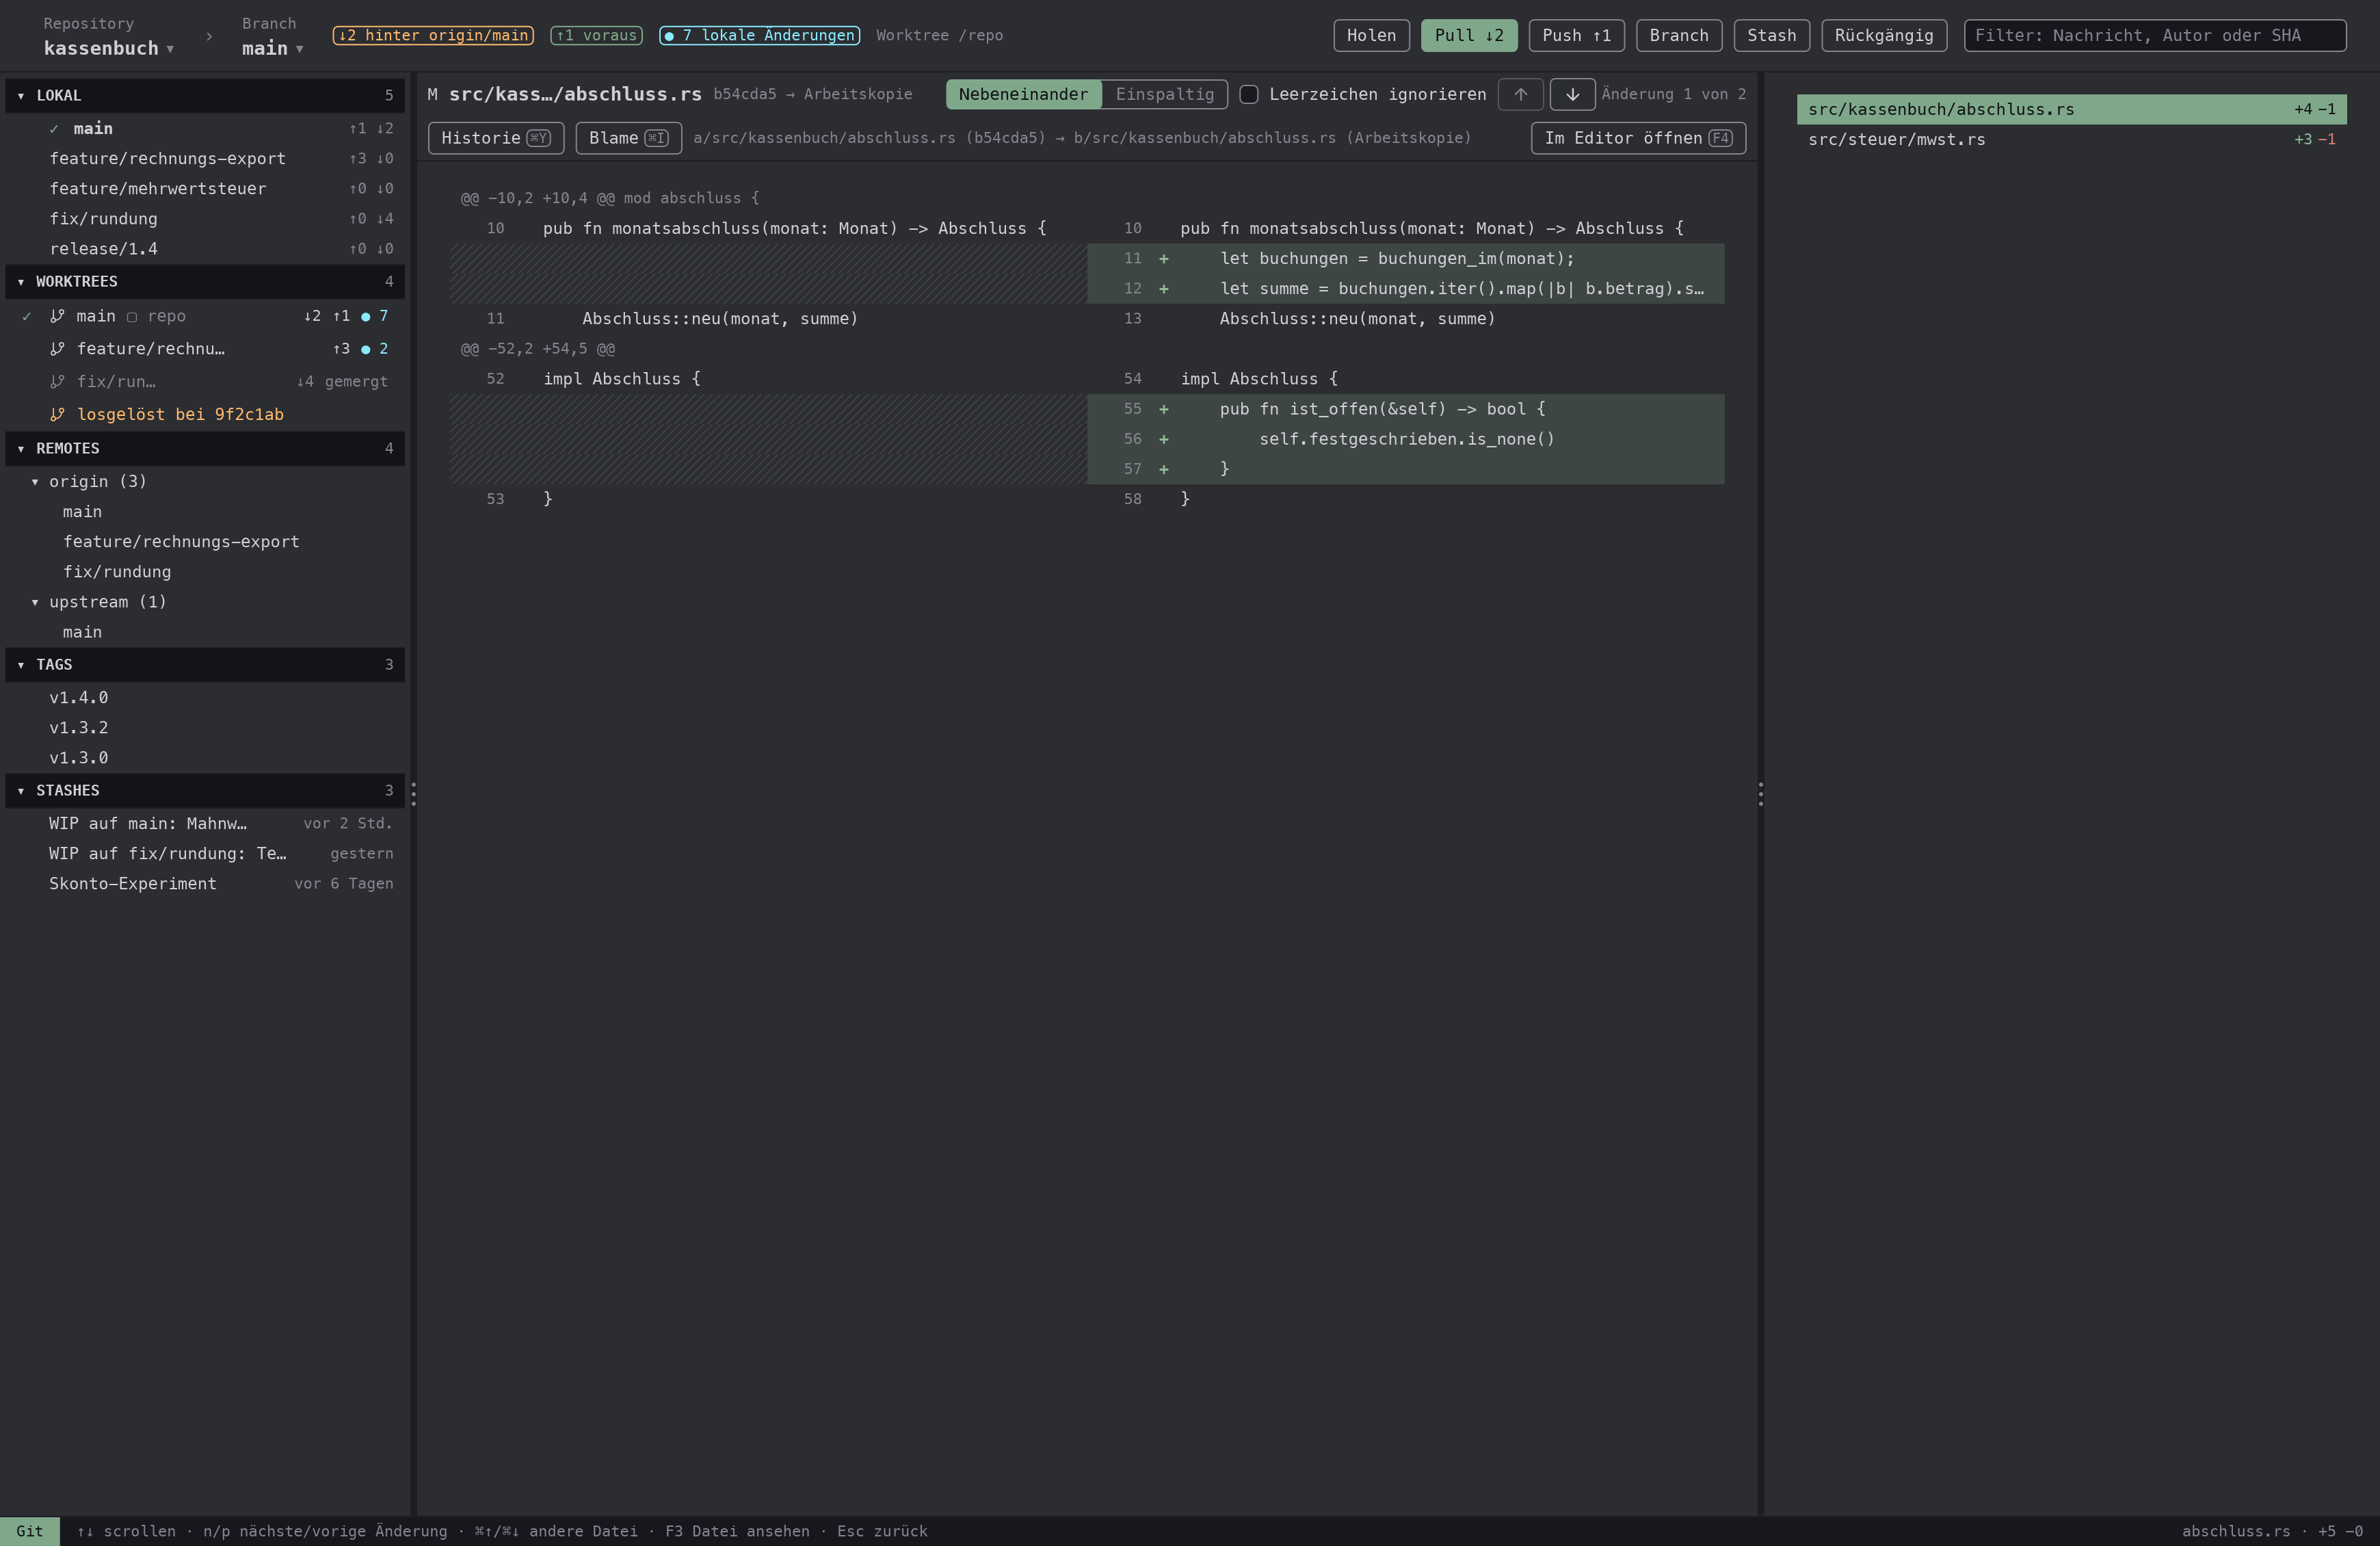 Repository
kassenbuch ▾
›
Branch
main ▾
↓2 hinter origin/main
↑1 voraus
● 7 lokale Änderungen
Worktree /repo
Holen
Pull ↓2
Push ↑1
Branch
Stash
Rückgängig
Filter: Nachricht, Autor oder SHA
▾ LOKAL 5
✓ main ↑1 ↓2
feature/rechnungs-export ↑3 ↓0
feature/mehrwertsteuer ↑0 ↓0
fix/rundung ↑0 ↓4
release/1.4 ↑0 ↓0
▾ WORKTREES 4
✓ main ▢ repo ↓2 ↑1 ● 7
feature/rechnu… ↑3 ● 2
fix/run… ↓4 gemergt
losgelöst bei 9f2c1ab
▾ REMOTES 4
▾ origin (3)
main
feature/rechnungs-export
fix/rundung
▾ upstream (1)
main
▾ TAGS 3
v1.4.0
v1.3.2
v1.3.0
▾ STASHES 3
WIP auf main: Mahnw… vor 2 Std.
WIP auf fix/rundung: Te… gestern
Skonto-Experiment vor 6 Tagen
M src/kass…/abschluss.rs b54cda5 → Arbeitskopie
Nebeneinander
Einspaltig
Leerzeichen ignorieren
↑ ↓ Änderung 1 von 2
Historie ⌘Y
Blame ⌘I
a/src/kassenbuch/abschluss.rs (b54cda5) → b/src/kassenbuch/abschluss.rs (Arbeitskopie)
Im Editor öffnen F4
@@ -10,2 +10,4 @@ mod abschluss {
10 pub fn monatsabschluss(monat: Monat) -> Abschluss { 10 pub fn monatsabschluss(monat: Monat) -> Abschluss {
11 + let buchungen = buchungen_im(monat);
12 + let summe = buchungen.iter().map(|b| b.betrag).s…
11 Abschluss::neu(monat, summe) 13 Abschluss::neu(monat, summe)
@@ -52,2 +54,5 @@
52 impl Abschluss { 54 impl Abschluss {
55 + pub fn ist_offen(&self) -> bool {
56 + self.festgeschrieben.is_none()
57 + }
53 } 58 }
src/kassenbuch/abschluss.rs +4 −1
src/steuer/mwst.rs +3 −1
Git ↑↓ scrollen · n/p nächste/vorige Änderung · ⌘↑/⌘↓ andere Datei · F3 Datei ansehen · Esc zurück
abschluss.rs · +5 −0